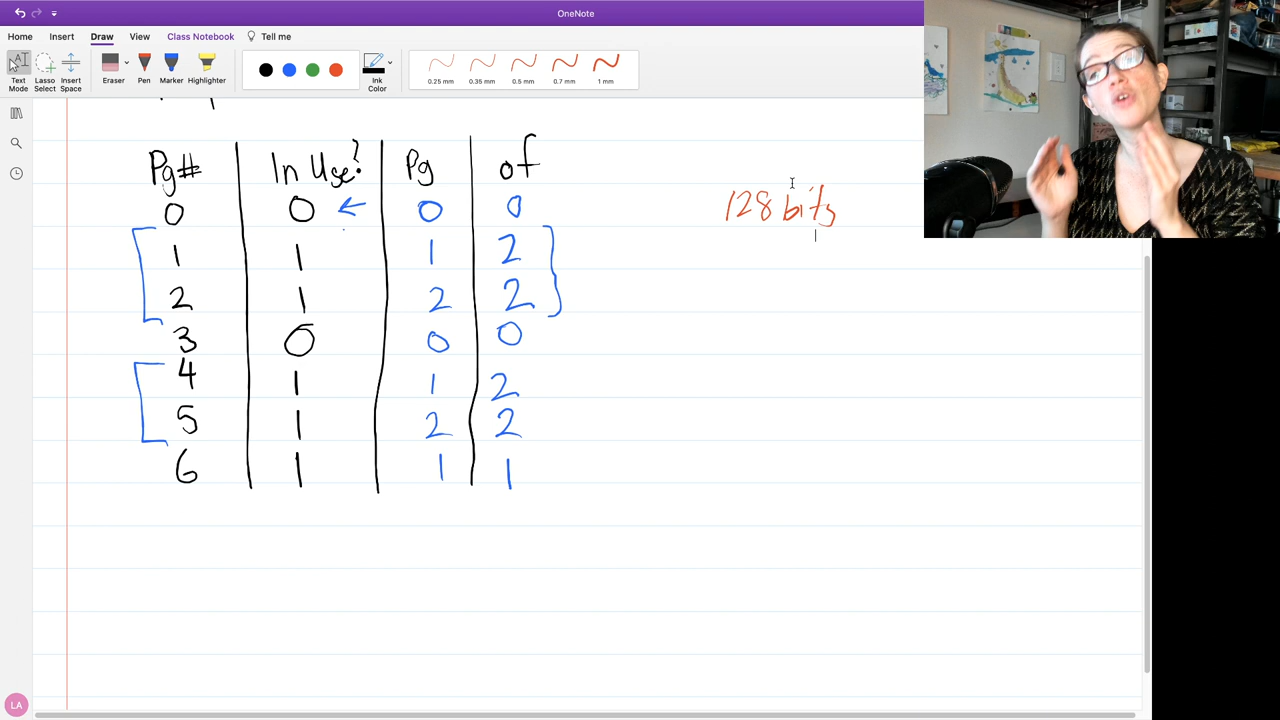 OneNote
Home Insert Draw View Class Notebook Tell me
Text Mode Lasso Select Insert Space Eraser Pen Marker Highlighter Ink Color 0.25 mm 0.35 mm 0.5 mm 0.7 mm 1 mm
Pg# In Use? Pg of
0 0 ← 0 0
128 bits
1 1 1 2
2 1 2 2
3 0 0 0
4 1 1 2
5 1 2 2
6 1 1 1
LA